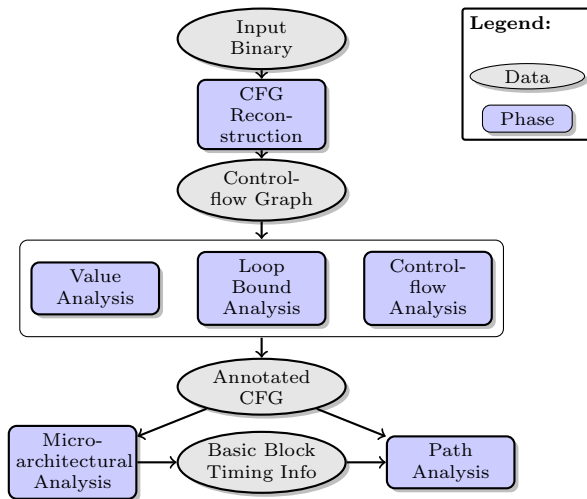 Input
Binary
Legend:
Data
Phase
CFG
Recon-
struction
Control-
flow Graph
Value
Analysis
Loop
Bound
Analysis
Control-
flow
Analysis
Annotated
CFG
Micro-
architectural
Analysis
Basic Block
Timing Info
Path
Analysis